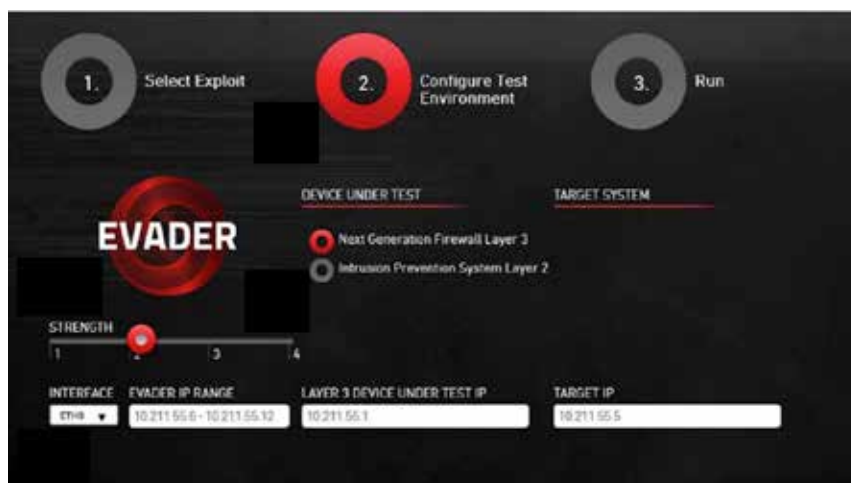 1. Select Exploit
2. Configure Test
Environment
3. Run
DEVICE UNDER TEST
TARGET SYSTEM
EVADER
Next Generation Firewall Layer 3
Intrusion Prevention System Layer 2
STRENGTH
1 2 3 4
INTERFACE EVADER IP RANGE LAYER 3 DEVICE UNDER TEST IP TARGET IP
ETH0 10.211.55.6 - 10.211.55.12 10.211.55.1 10.211.55.5